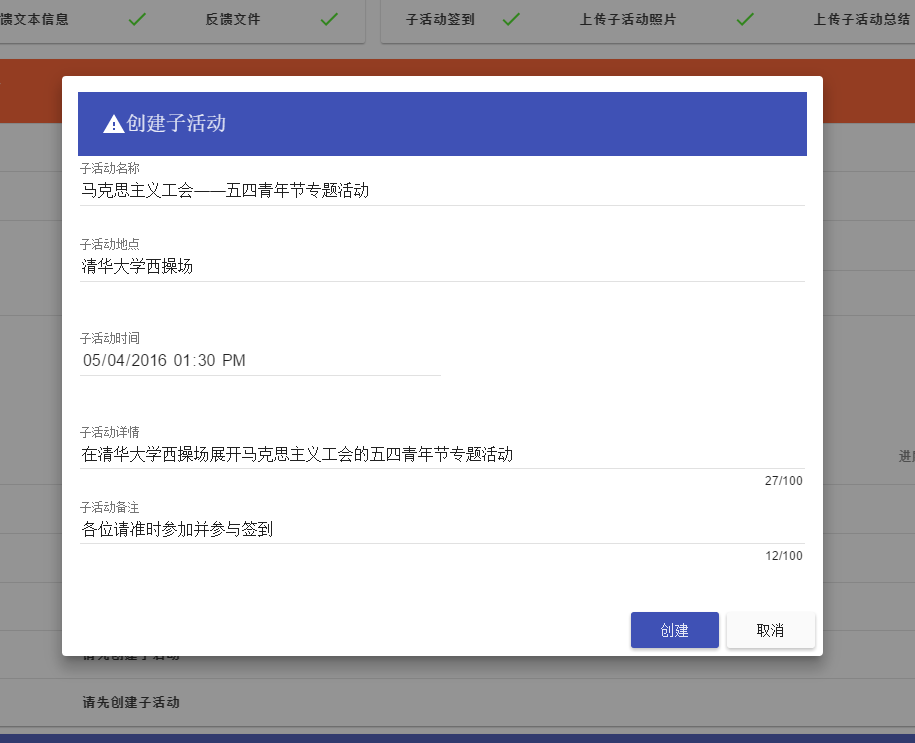 馈文本信息 反馈文件 子活动签到 上传子活动照片 上传子活动总结
创建子活动
子活动名称
马克思主义工会——五四青年节专题活动
子活动地点
清华大学西操场
子活动时间
05/04/2016 01:30 PM
子活动详情
在清华大学西操场展开马克思主义工会的五四青年节专题活动
27/100
子活动备注
各位请准时参加并参与签到
12/100
创建 取消
请先创建子活动
请先创建子活动